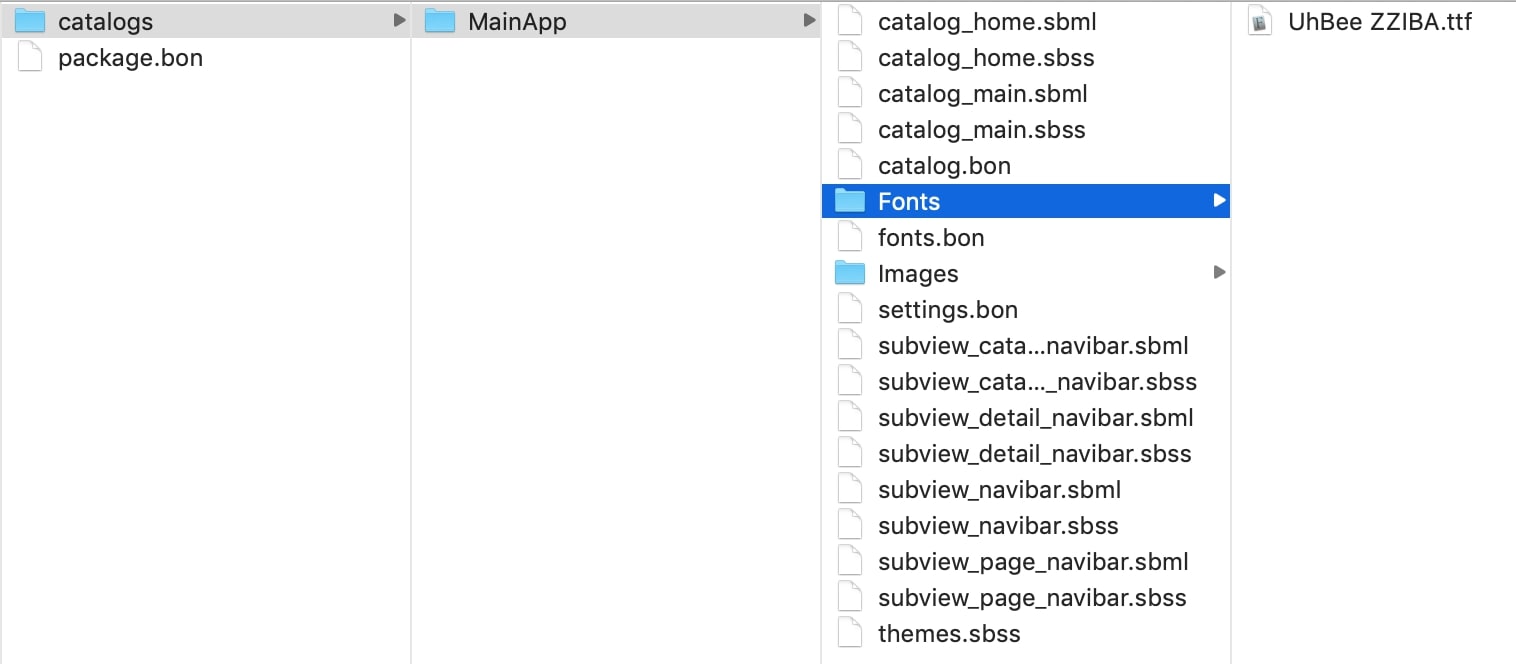 catalogs
package.bon
MainApp
catalog_home.sbml
catalog_home.sbss
catalog_main.sbml
catalog_main.sbss
catalog.bon
Fonts
fonts.bon
Images
settings.bon
subview_cata...navibar.sbml
subview_cata..._navibar.sbss
subview_detail_navibar.sbml
subview_detail_navibar.sbss
subview_navibar.sbml
subview_navibar.sbss
subview_page_navibar.sbml
subview_page_navibar.sbss
themes.sbss
UhBee ZZIBA.ttf